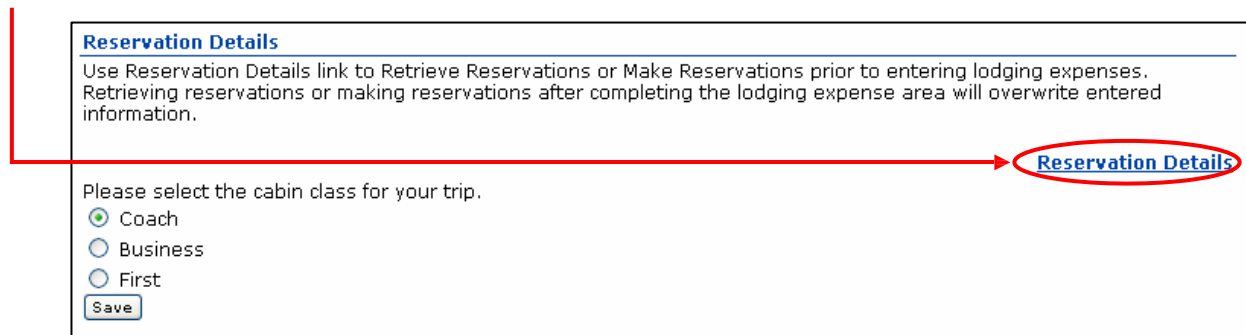 Reservation Details
Use Reservation Details link to Retrieve Reservations or Make Reservations prior to entering lodging expenses.
Retrieving reservations or making reservations after completing the lodging expense area will overwrite entered
information.
Reservation Details
Please select the cabin class for your trip.
Coach
Business
First
Save